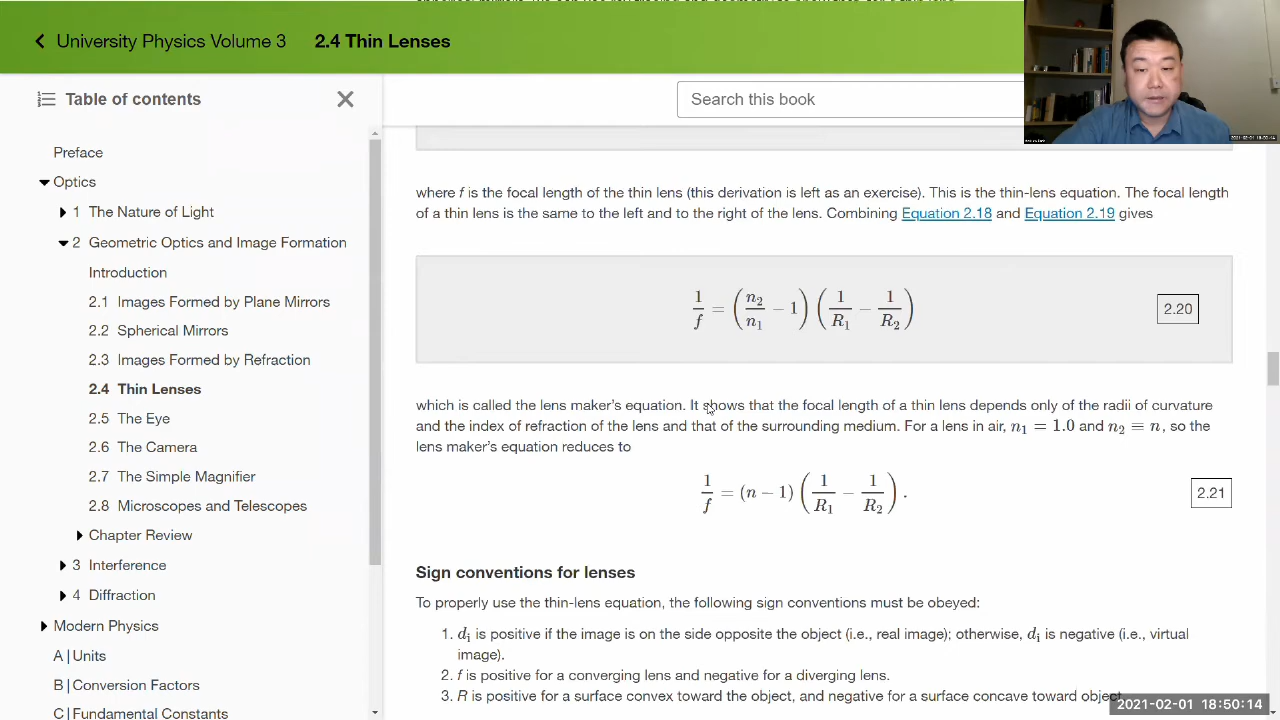 University Physics Volume 3 2.4 Thin Lenses
Table of contents
Search this book
2021-02-01 18:50:14
Preface
Optics
1 The Nature of Light
2 Geometric Optics and Image Formation
Introduction
2.1 Images Formed by Plane Mirrors
2.2 Spherical Mirrors
2.3 Images Formed by Refraction
2.4 Thin Lenses
2.5 The Eye
2.6 The Camera
2.7 The Simple Magnifier
2.8 Microscopes and Telescopes
Chapter Review
3 Interference
4 Diffraction
Modern Physics
A | Units
B | Conversion Factors
C | Fundamental Constants
where f is the focal length of the thin lens (this derivation is left as an exercise). This is the thin-lens equation. The focal length
of a thin lens is the same to the left and to the right of the lens. Combining Equation 2.18 and Equation 2.19 gives
1/f = (n₂/n₁ − 1) (1/R₁ − 1/R₂) 2.20
which is called the lens maker's equation. It shows that the focal length of a thin lens depends only of the radii of curvature
and the index of refraction of the lens and that of the surrounding medium. For a lens in air, n₁ = 1.0 and n₂ ≡ n, so the
lens maker's equation reduces to
1/f = (n − 1) (1/R₁ − 1/R₂) . 2.21
Sign conventions for lenses
To properly use the thin-lens equation, the following sign conventions must be obeyed:
1. dᵢ is positive if the image is on the side opposite the object (i.e., real image); otherwise, dᵢ is negative (i.e., virtual
image).
2. f is positive for a converging lens and negative for a diverging lens.
3. R is positive for a surface convex toward the object, and negative for a surface concave toward object
2021-02-01 18:50:14